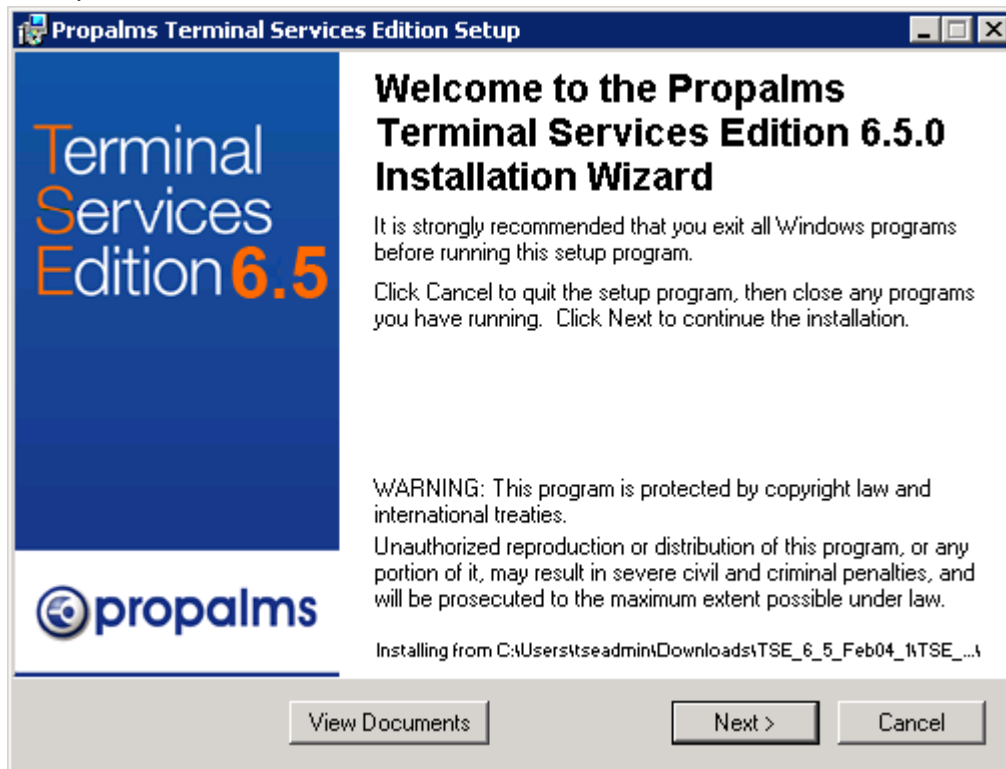 Propalms Terminal Services Edition Setup
Terminal
Services
Edition 6.5
propalms
Welcome to the Propalms
Terminal Services Edition 6.5.0
Installation Wizard
It is strongly recommended that you exit all Windows programs
before running this setup program.
Click Cancel to quit the setup program, then close any programs
you have running. Click Next to continue the installation.
WARNING: This program is protected by copyright law and
international treaties.
Unauthorized reproduction or distribution of this program, or any
portion of it, may result in severe civil and criminal penalties, and
will be prosecuted to the maximum extent possible under law.
Installing from C:\Users\tseadmin\Downloads\TSE_6_5_Feb04_1\TSE_...\
View Documents
Next >
Cancel